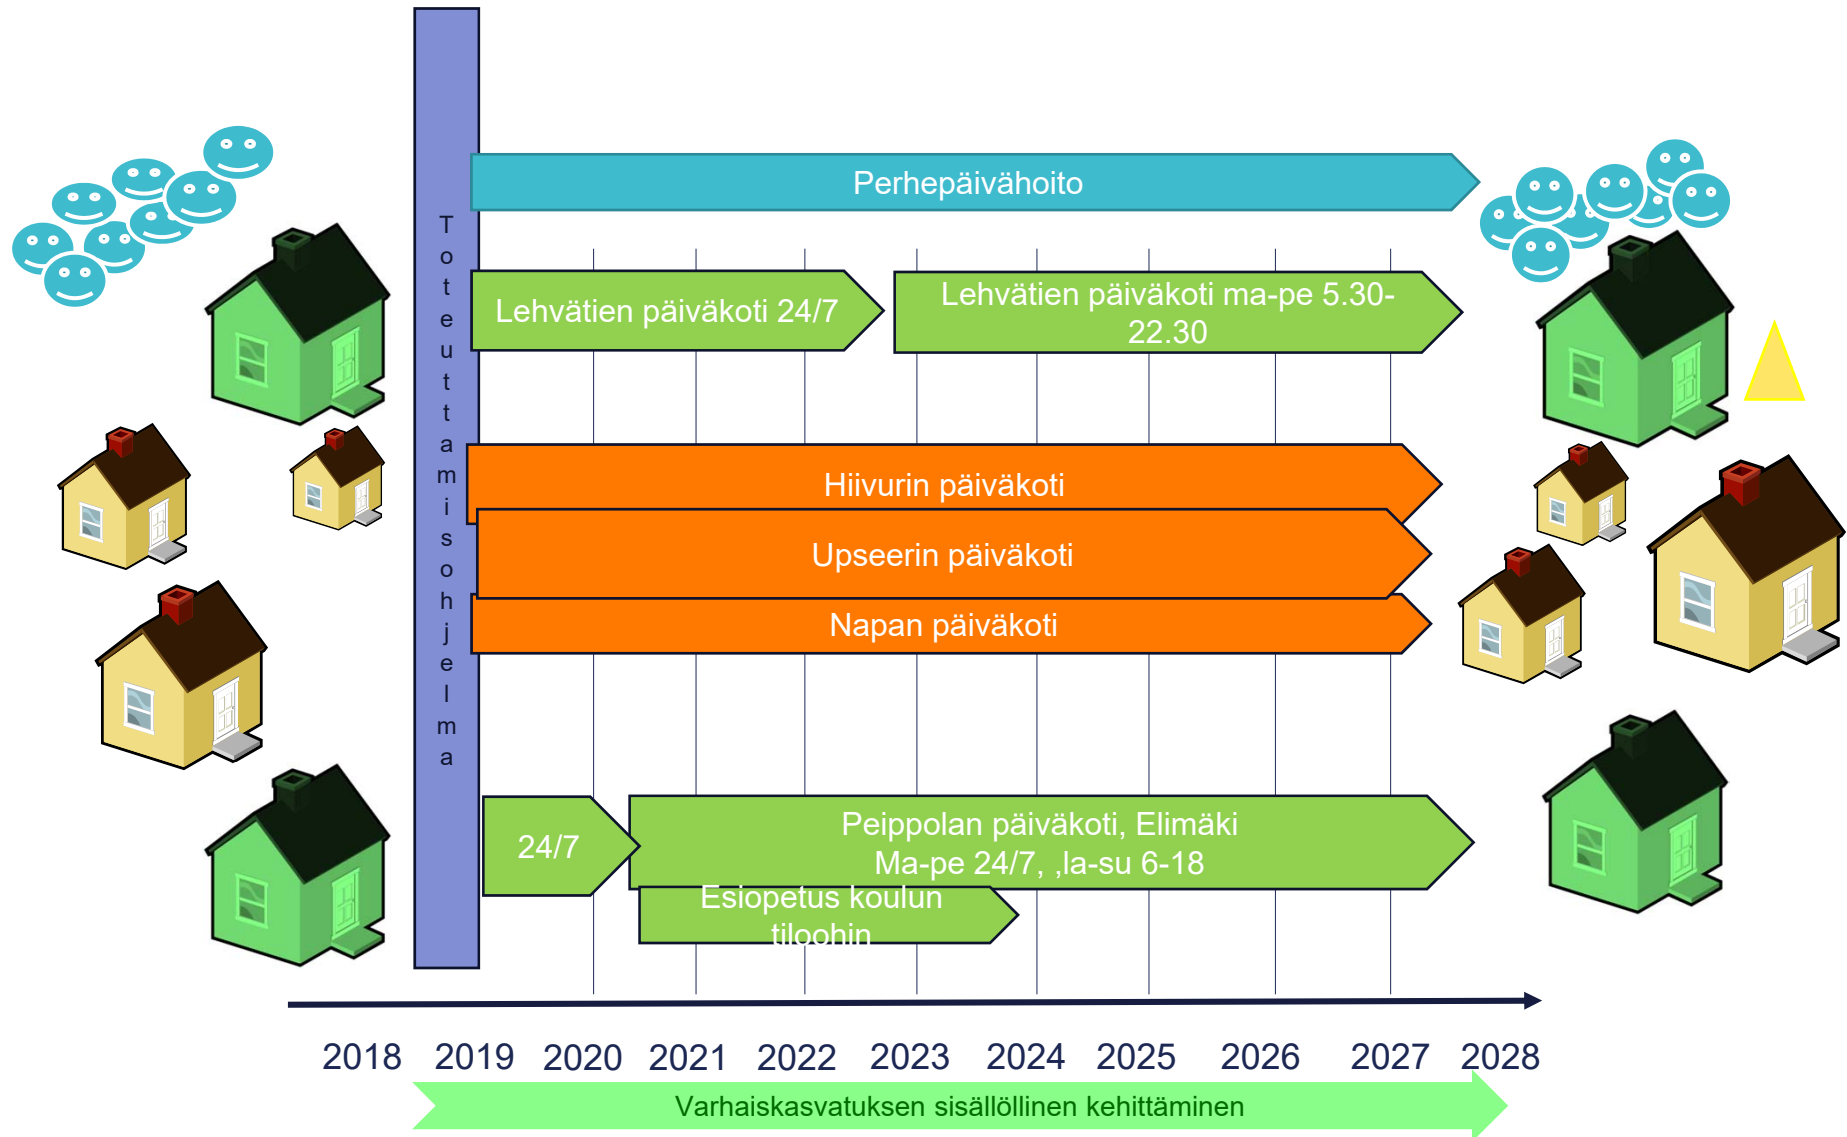 Toteuttamisohjelma
Perhepäivähoito
Lehvätien päiväkoti 24/7
Lehvätien päiväkoti ma-pe 5.30-
22.30
Hiivurin päiväkoti
Upseerin päiväkoti
Napan päiväkoti
24/7
Peippolan päiväkoti, Elimäki
Ma-pe 24/7, ,la-su 6-18
Esiopetus koulun
tiloohin
2018 2019 2020 2021 2022 2023 2024 2025 2026 2027 2028
Varhaiskasvatuksen sisällöllinen kehittäminen